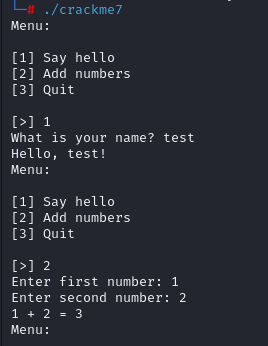 └─# ./crackme7
Menu:

[1] Say hello
[2] Add numbers
[3] Quit

[>] 1
What is your name? test
Hello, test!
Menu:

[1] Say hello
[2] Add numbers
[3] Quit

[>] 2
Enter first number: 1
Enter second number: 2
1 + 2 = 3
Menu: